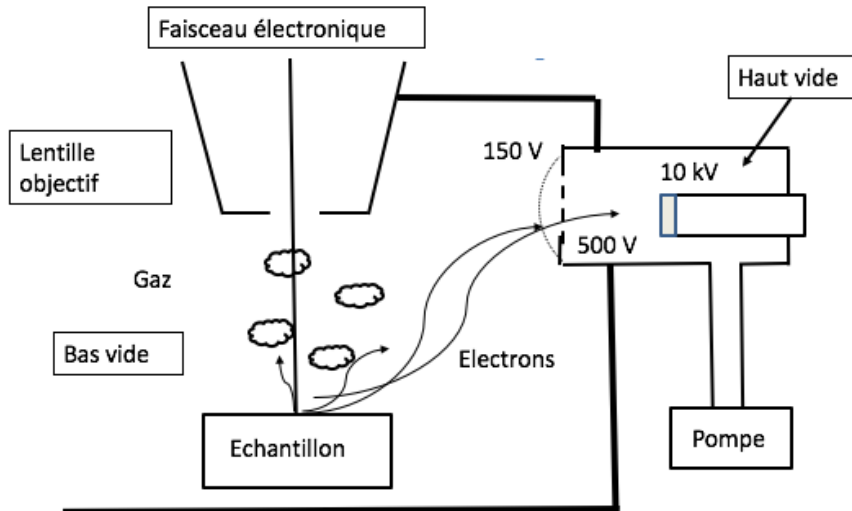 Faisceau électronique
Haut vide
Lentille
objectif
150 V
10 kV
500 V
Gaz
Bas vide
Electrons
Echantillon
Pompe